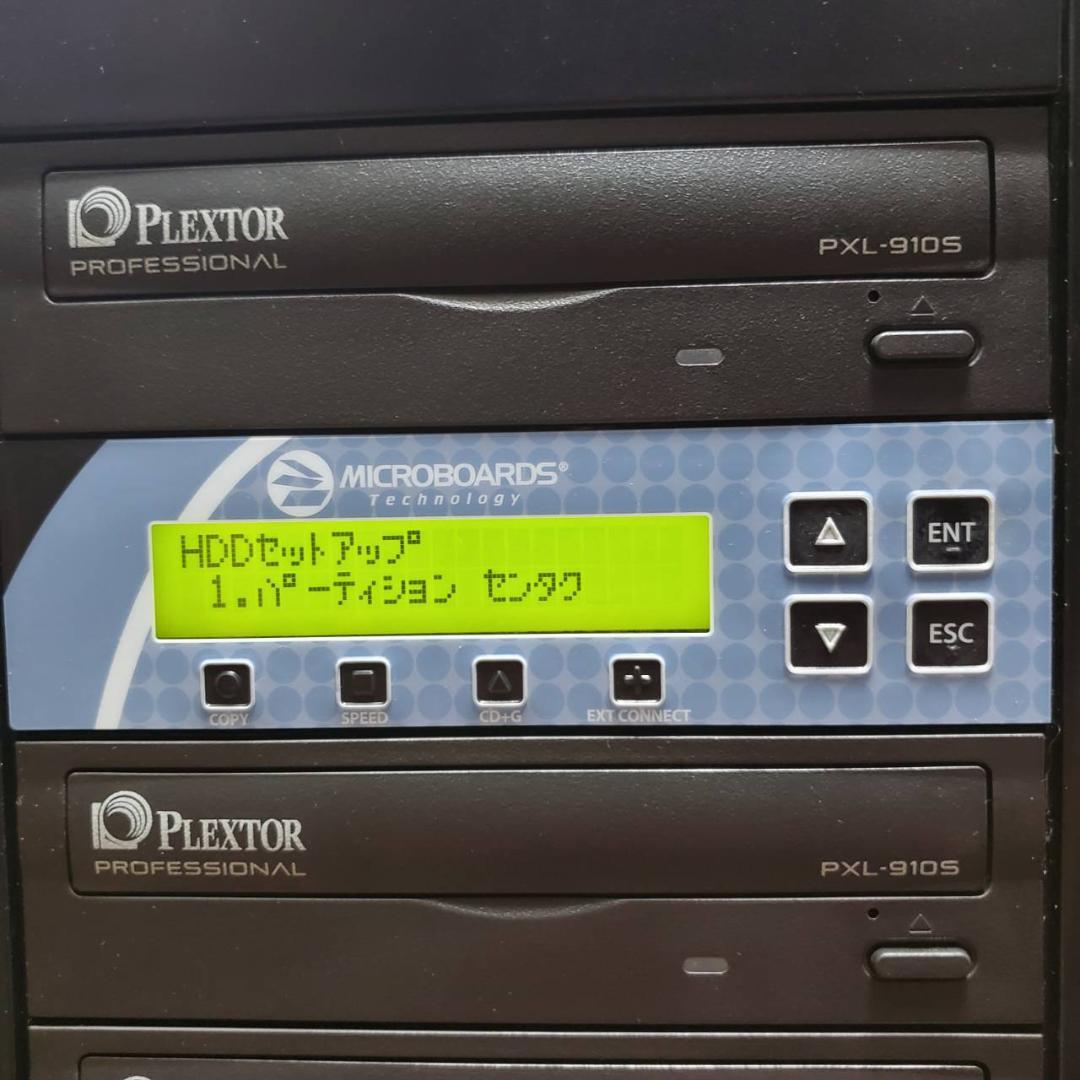 PLEXTOR
PROFESSIONAL
PXL-910S
MICROBOARDS®
Technology
HDDセットアップ
1.パーティション センタク
ENT
ESC
COPY
SPEED
CD+G
EXT CONNECT
PLEXTOR
PROFESSIONAL
PXL-910S